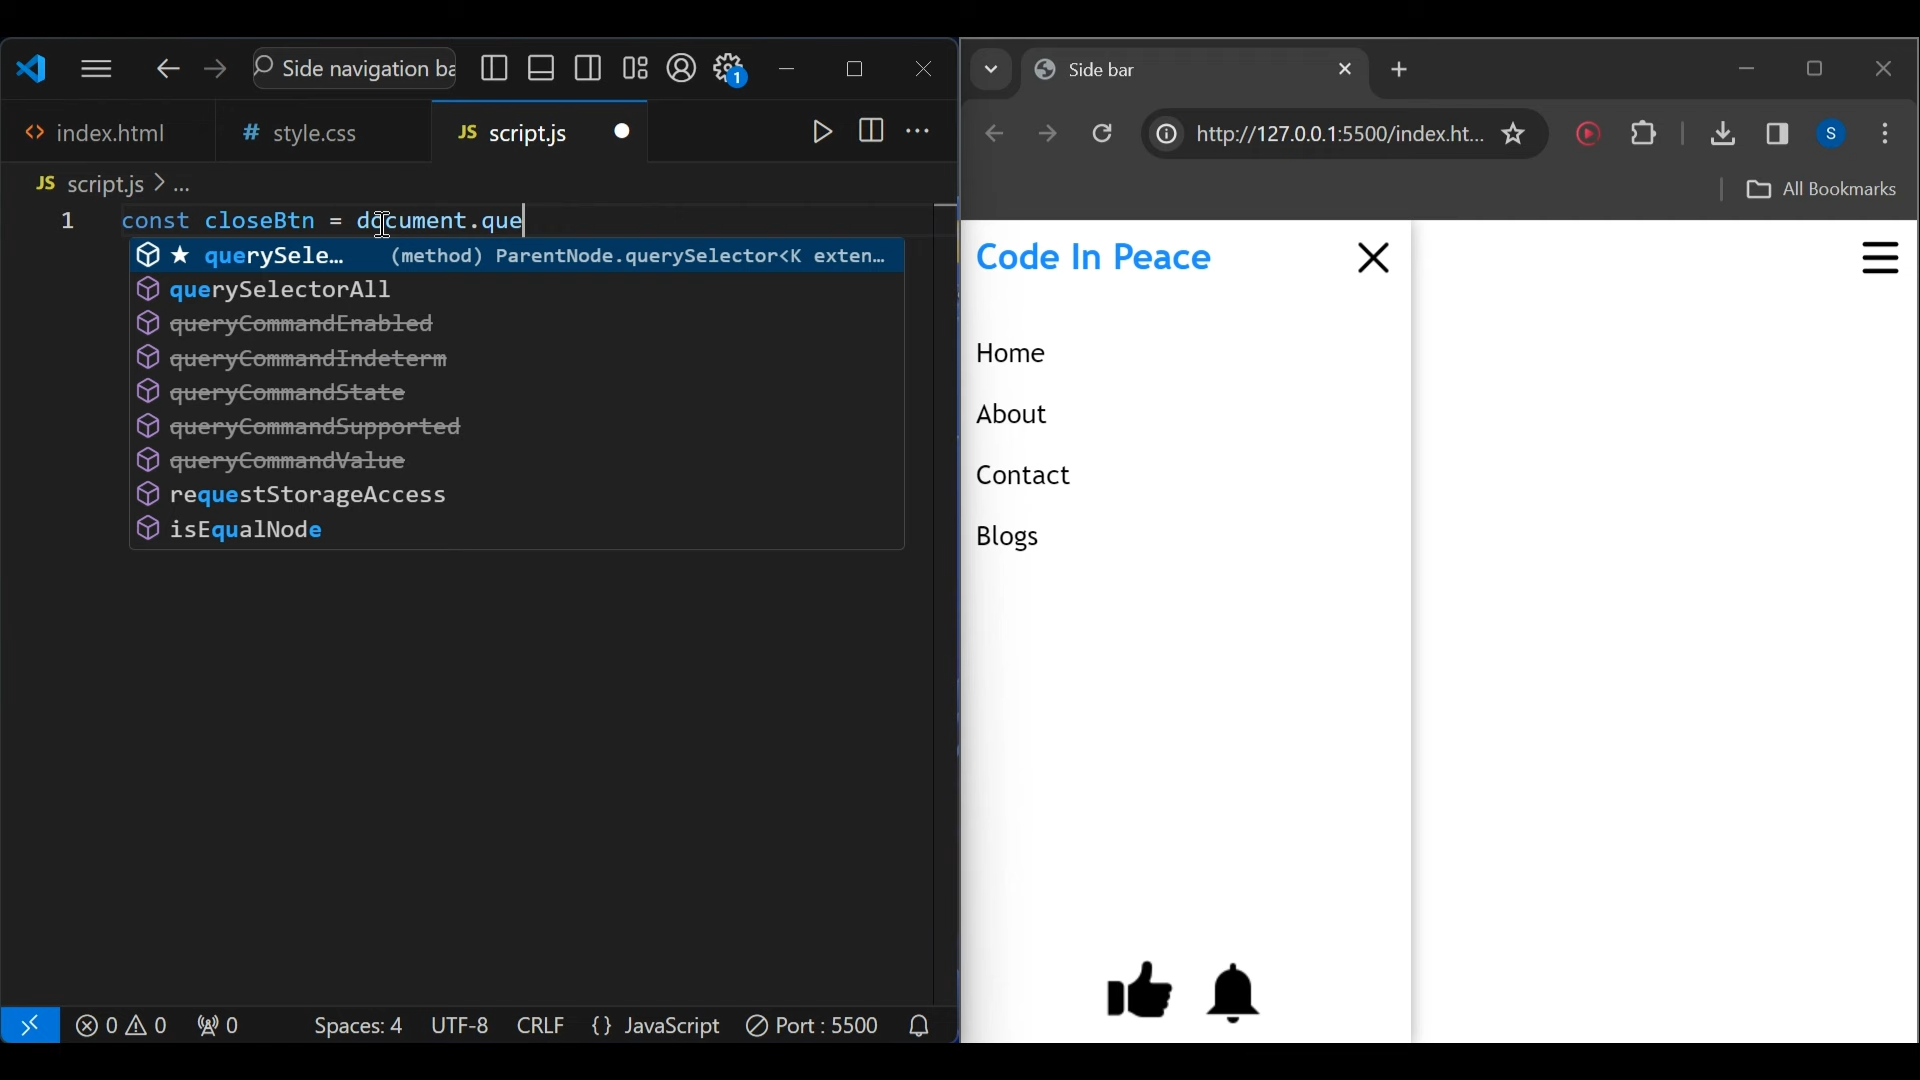 Side navigation ba
1
index.html
# style.css
JS script.js
JS script.js > ...
1 const closeBtn = document.que
querySele... (method) ParentNode.querySelector<K exten...
querySelectorAll
queryCommandEnabled
queryCommandIndeterm
queryCommandState
queryCommandSupported
queryCommandValue
requestStorageAccess
isEqualNode
0 0 0 Spaces: 4 UTF-8 CRLF {} JavaScript Port : 5500
Side bar
http://127.0.0.1:5500/index.ht...
S
All Bookmarks
Code In Peace
Home
About
Contact
Blogs